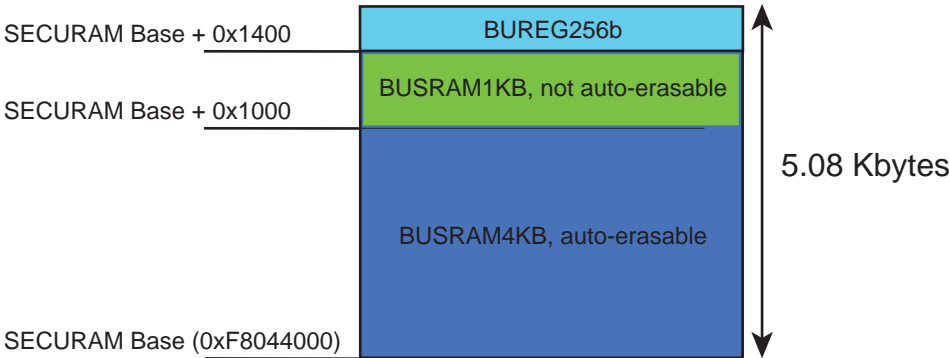 SECURAM Base + 0x1400
BUREG256b
BUSRAM1KB, not auto-erasable
SECURAM Base + 0x1000
5.08 Kbytes
BUSRAM4KB, auto-erasable
SECURAM Base (0xF8044000)